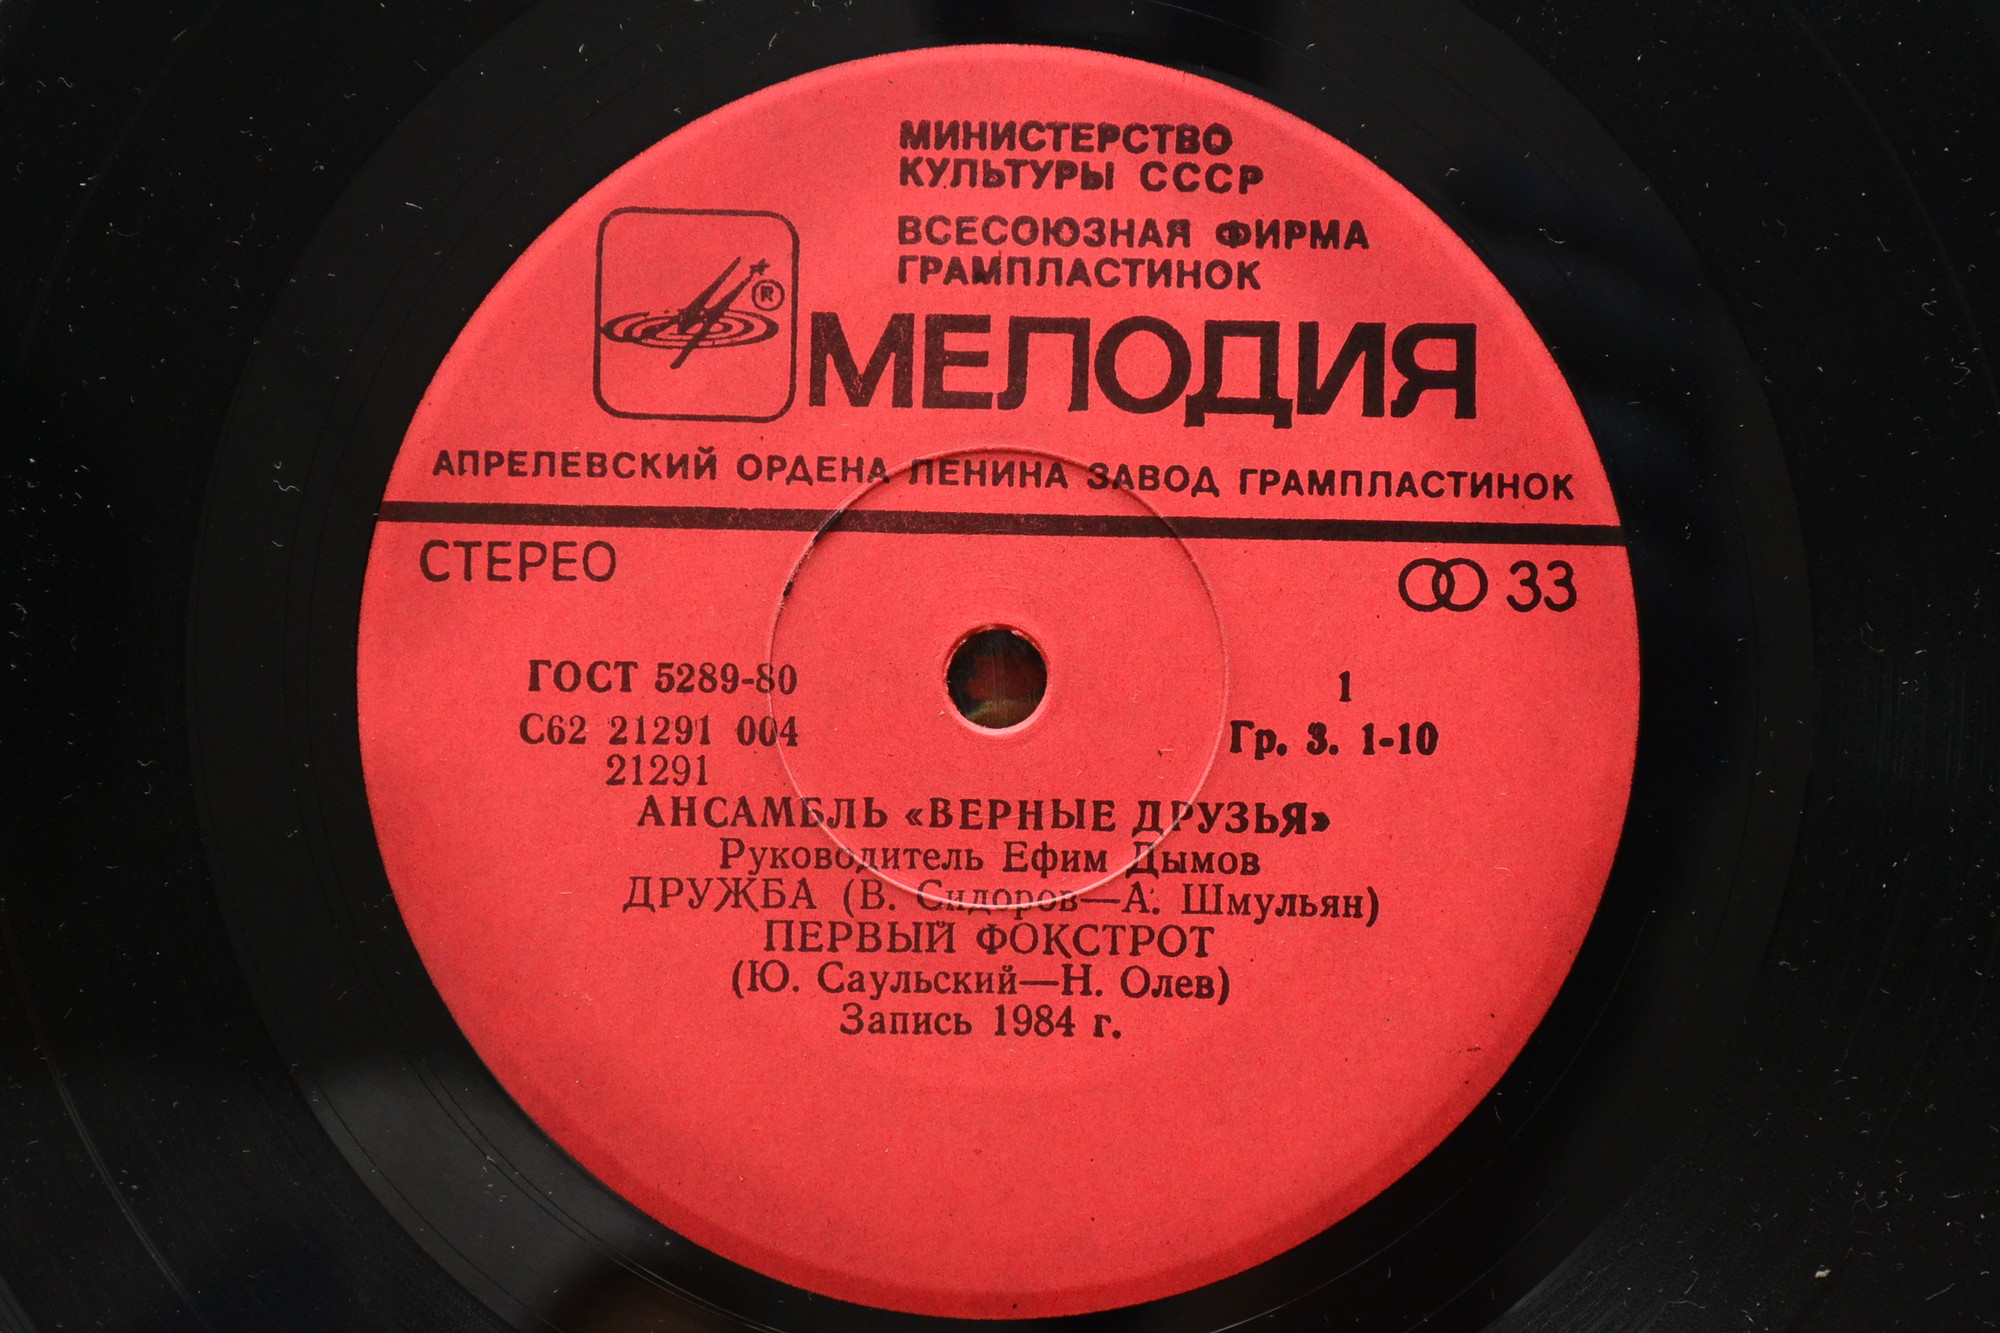 МИНИСТЕРСТВО
КУЛЬТУРЫ СССР
ВСЕСОЮЗНАЯ ФИРМА
ГРАМПЛАСТИНОК
®
МЕЛОДИЯ
АПРЕЛЕВСКИЙ ОРДЕНА ЛЕНИНА ЗАВОД ГРАМПЛАСТИНОК
СТЕРЕО
33
ГОСТ 5289-80
1
С62 21291 004
Гр. 3. 1-10
21291
АНСАМБЛЬ «ВЕРНЫЕ ДРУЗЬЯ»
Руководитель Ефим Дымов
ДРУЖБА (В. Сидоров—А. Шмульян)
ПЕРВЫЙ ФОКСТРОТ
(Ю. Саульский—Н. Олев)
Запись 1984 г.